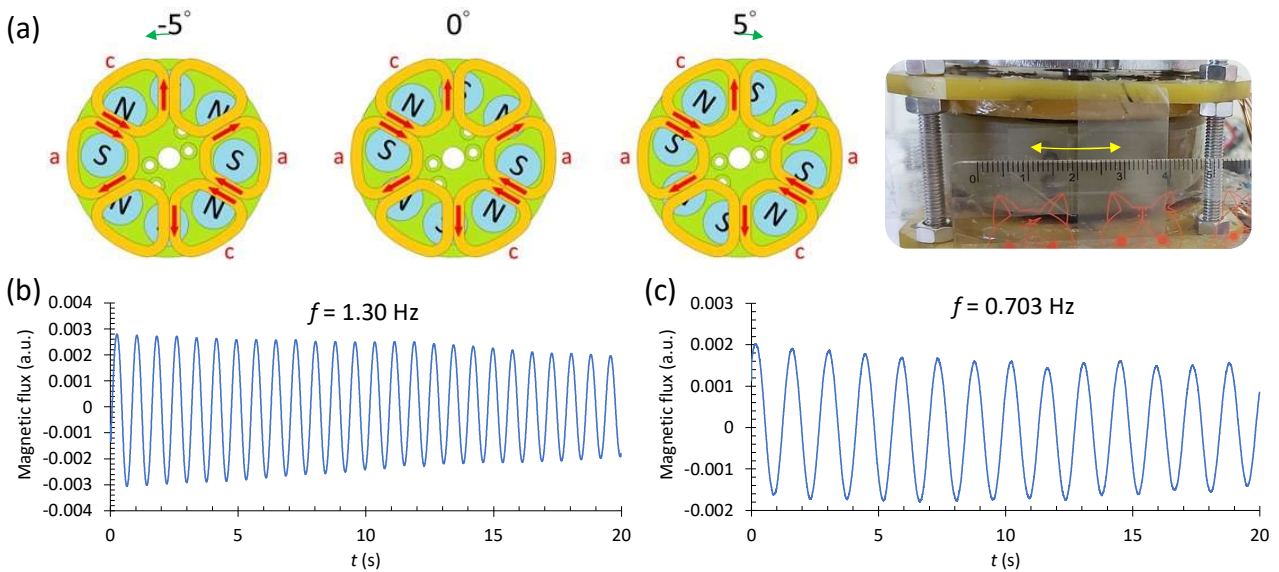 (a)
-5° 0° 5°
c c c
N N N N S N S S
a S a S S a S S a
N N N S N S S N
c c c
0 1 2 3 4 5
(b) (c)
f = 1.30 Hz
Magnetic flux (a.u.)
0.004
0.003
0.002
0.001
0
-0.001
-0.002
-0.003
-0.004
0 5 10 15 20
t (s)
f = 0.703 Hz
Magnetic flux (a.u.)
0.003
0.002
0.001
0
-0.001
-0.002
0 5 10 15 20
t (s)